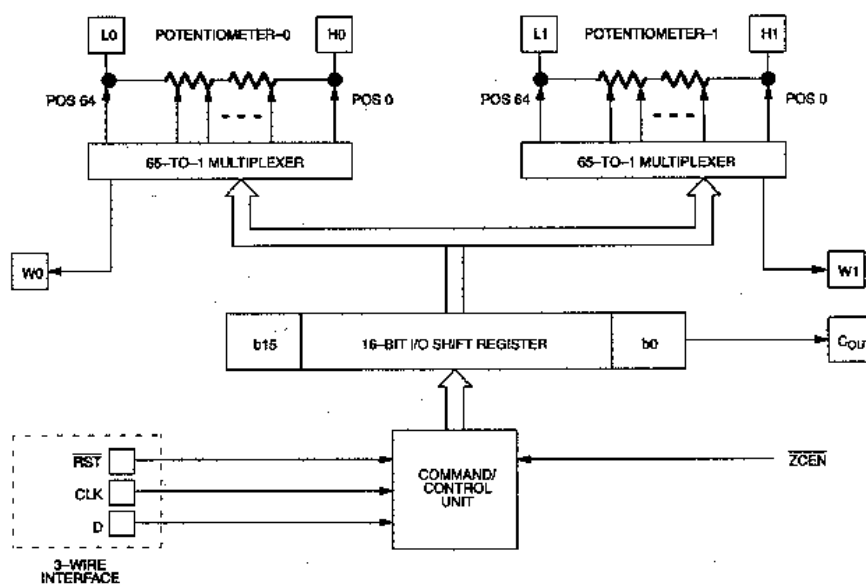 L0 POTENTIOMETER-0 H0
L1 POTENTIOMETER-1 H1
POS 64 POS 0
POS 64 POS 0
65-TO-1 MULTIPLEXER
65-TO-1 MULTIPLEXER
W0
W1
b15 16-BIT I/O SHIFT REGISTER b0
COUT
RST
CLK
D
COMMAND/
CONTROL
UNIT
ZCEN
3-WIRE
INTERFACE